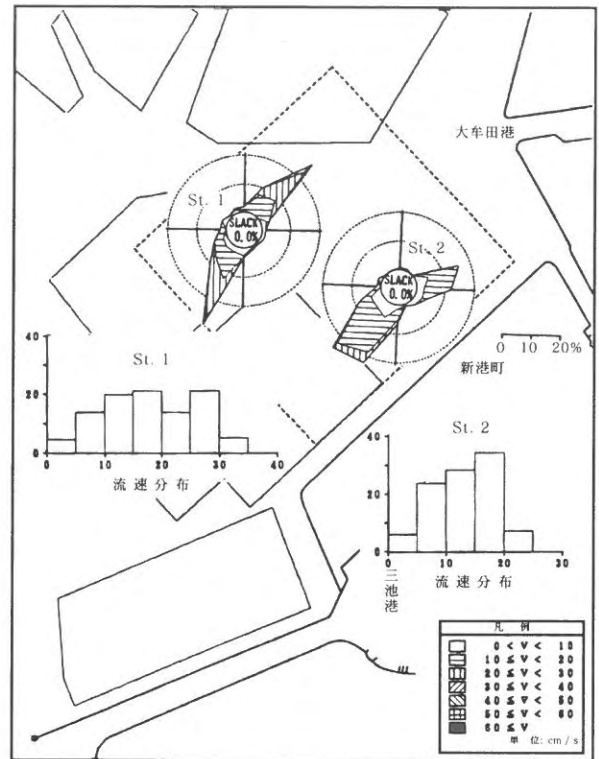 大牟田港
St. 1
SLACK
0.0%
St. 2
SLACK
0.0%
0 10 20%
新港町
St. 1
40
20
0
0 10 20 30 40
流速分布
St. 2
40
20
0
0 10 20 30
流速分布
三池港
凡 例
0 < V < 10
10 ≦ V < 20
20 ≦ V < 30
30 ≦ V < 40
40 ≦ V < 50
50 ≦ V < 60
60 ≦ V
単 位: cm / s